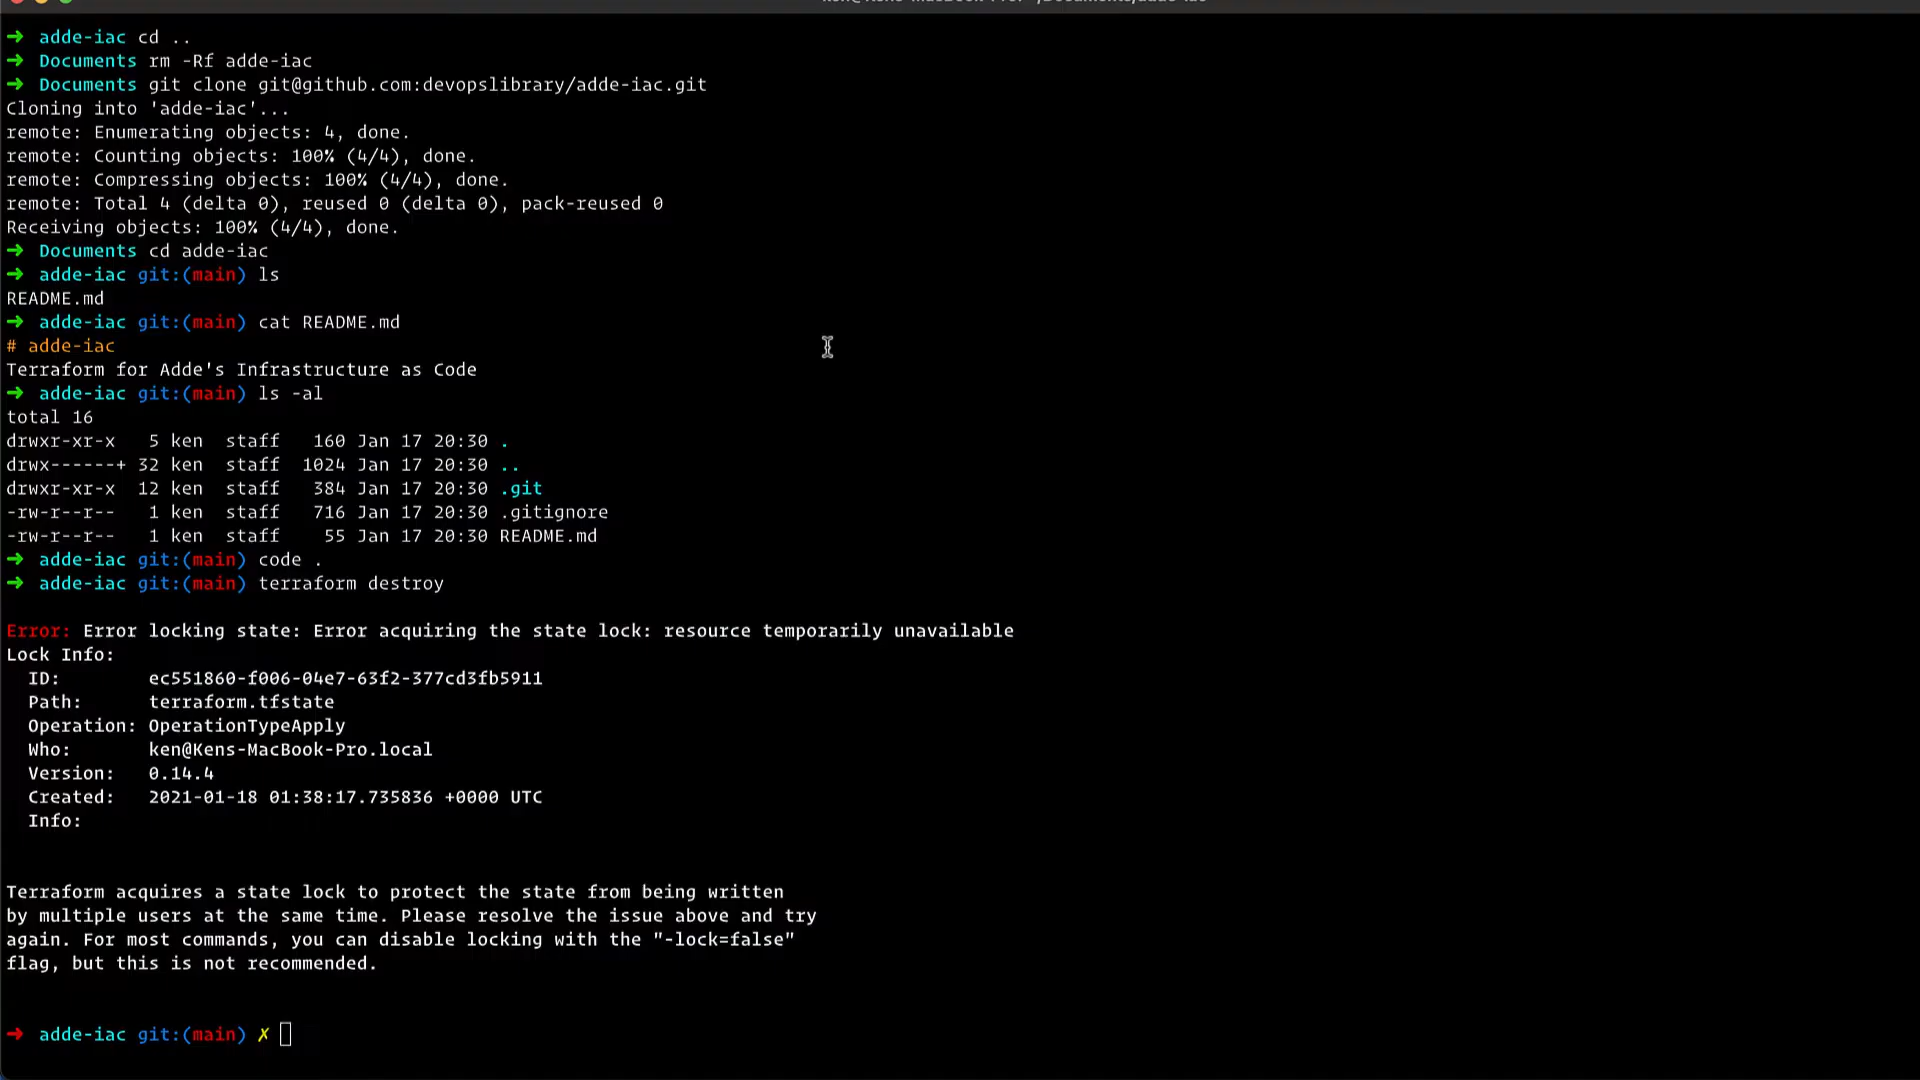 ➜ adde-iac cd ..
➜ Documents rm -Rf adde-iac
➜ Documents git clone git@github.com:devopslibrary/adde-iac.git
Cloning into 'adde-iac'...
remote: Enumerating objects: 4, done.
remote: Counting objects: 100% (4/4), done.
remote: Compressing objects: 100% (4/4), done.
remote: Total 4 (delta 0), reused 0 (delta 0), pack-reused 0
Receiving objects: 100% (4/4), done.
➜ Documents cd adde-iac
➜ adde-iac git:(main) ls
README.md
➜ adde-iac git:(main) cat README.md
# adde-iac
Terraform for Adde's Infrastructure as Code
➜ adde-iac git:(main) ls -al
total 16
drwxr-xr-x   5 ken  staff   160 Jan 17 20:30 .
drwx------+ 32 ken  staff  1024 Jan 17 20:30 ..
drwxr-xr-x  12 ken  staff   384 Jan 17 20:30 .git
-rw-r--r--   1 ken  staff   716 Jan 17 20:30 .gitignore
-rw-r--r--   1 ken  staff    55 Jan 17 20:30 README.md
➜ adde-iac git:(main) code .
➜ adde-iac git:(main) terraform destroy
Error: Error locking state: Error acquiring the state lock: resource temporarily unavailable
Lock Info:
  ID:        ec551860-f006-04e7-63f2-377cd3fb5911
  Path:      terraform.tfstate
  Operation: OperationTypeApply
  Who:       ken@Kens-MacBook-Pro.local
  Version:   0.14.4
  Created:   2021-01-18 01:38:17.735836 +0000 UTC
  Info:
Terraform acquires a state lock to protect the state from being written
by multiple users at the same time. Please resolve the issue above and try
again. For most commands, you can disable locking with the "-lock=false"
flag, but this is not recommended.
➜ adde-iac git:(main) ✗